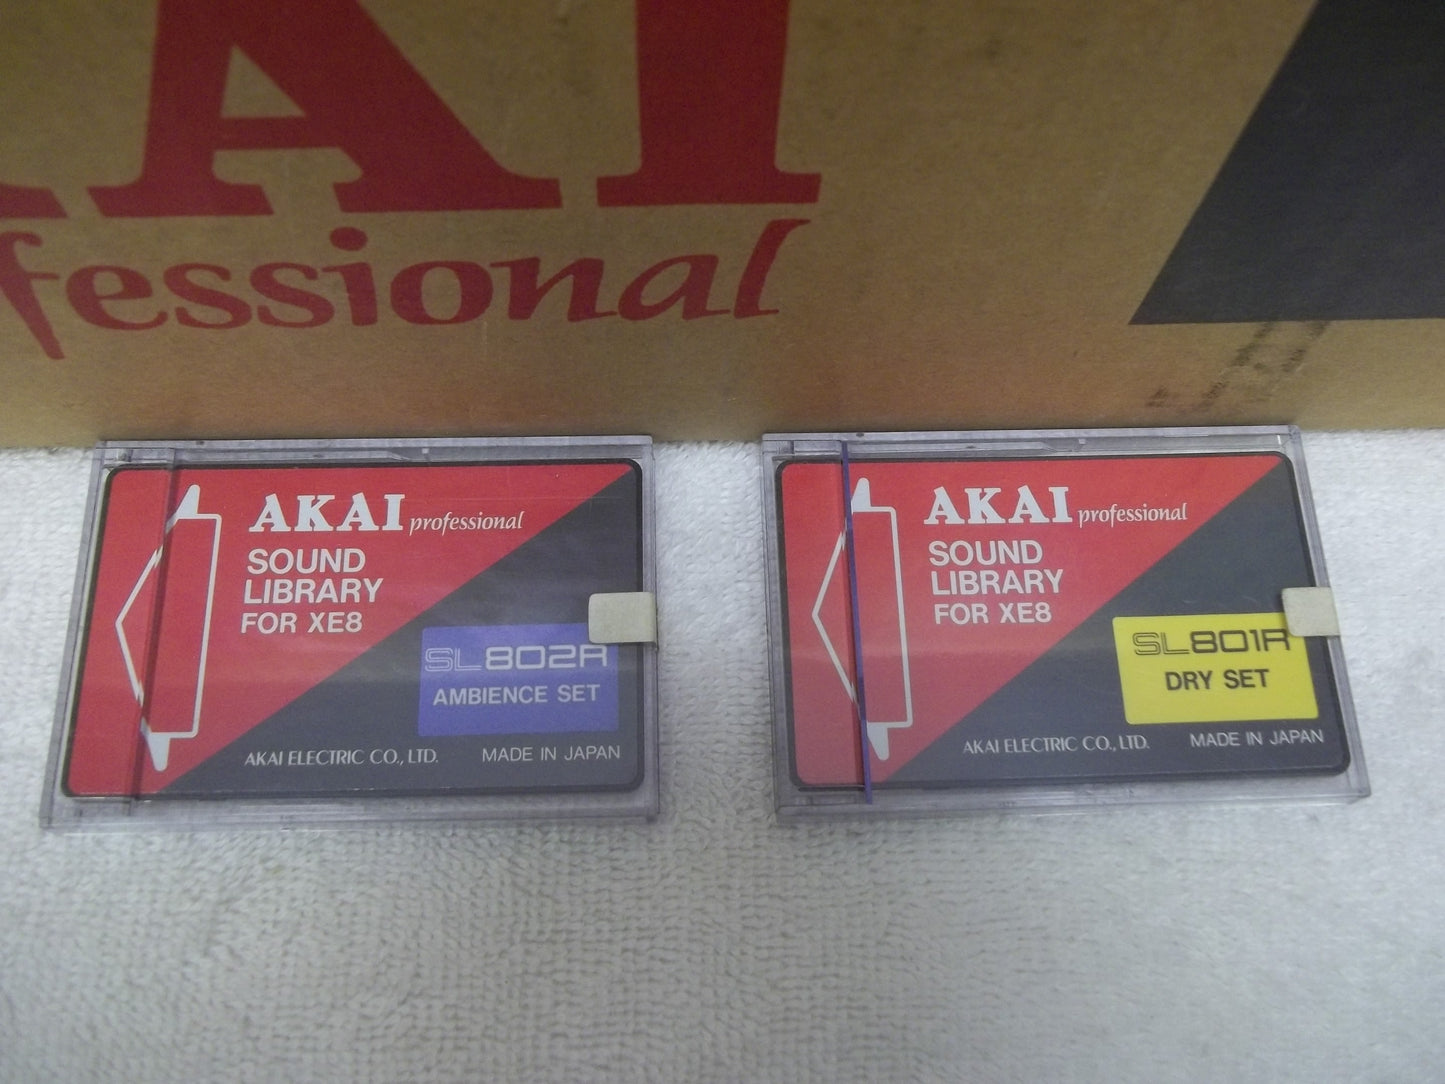 AI
fessional
AKAI professional
SOUND
LIBRARY
FOR XE8
SL802R
AMBIENCE SET
AKAI ELECTRIC CO., LTD. MADE IN JAPAN
AKAI professional
SOUND
LIBRARY
FOR XE8
SL801R
DRY SET
AKAI ELECTRIC CO., LTD. MADE IN JAPAN